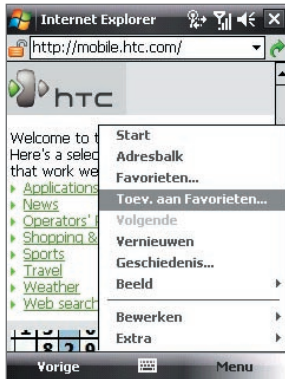 Internet Explorer
http://mobile.htc.com/
hTC
Welcome to t
Here's a selec
that work we
Applications
News
Operators'
Shopping &
Sports
Travel
Weather
Web search
Start
Adresbalk
Favorieten...
Toev. aan Favorieten...
Volgende
Vernieuwen
Geschiedenis...
Beeld
Bewerken
Extra
Vorige
Menu